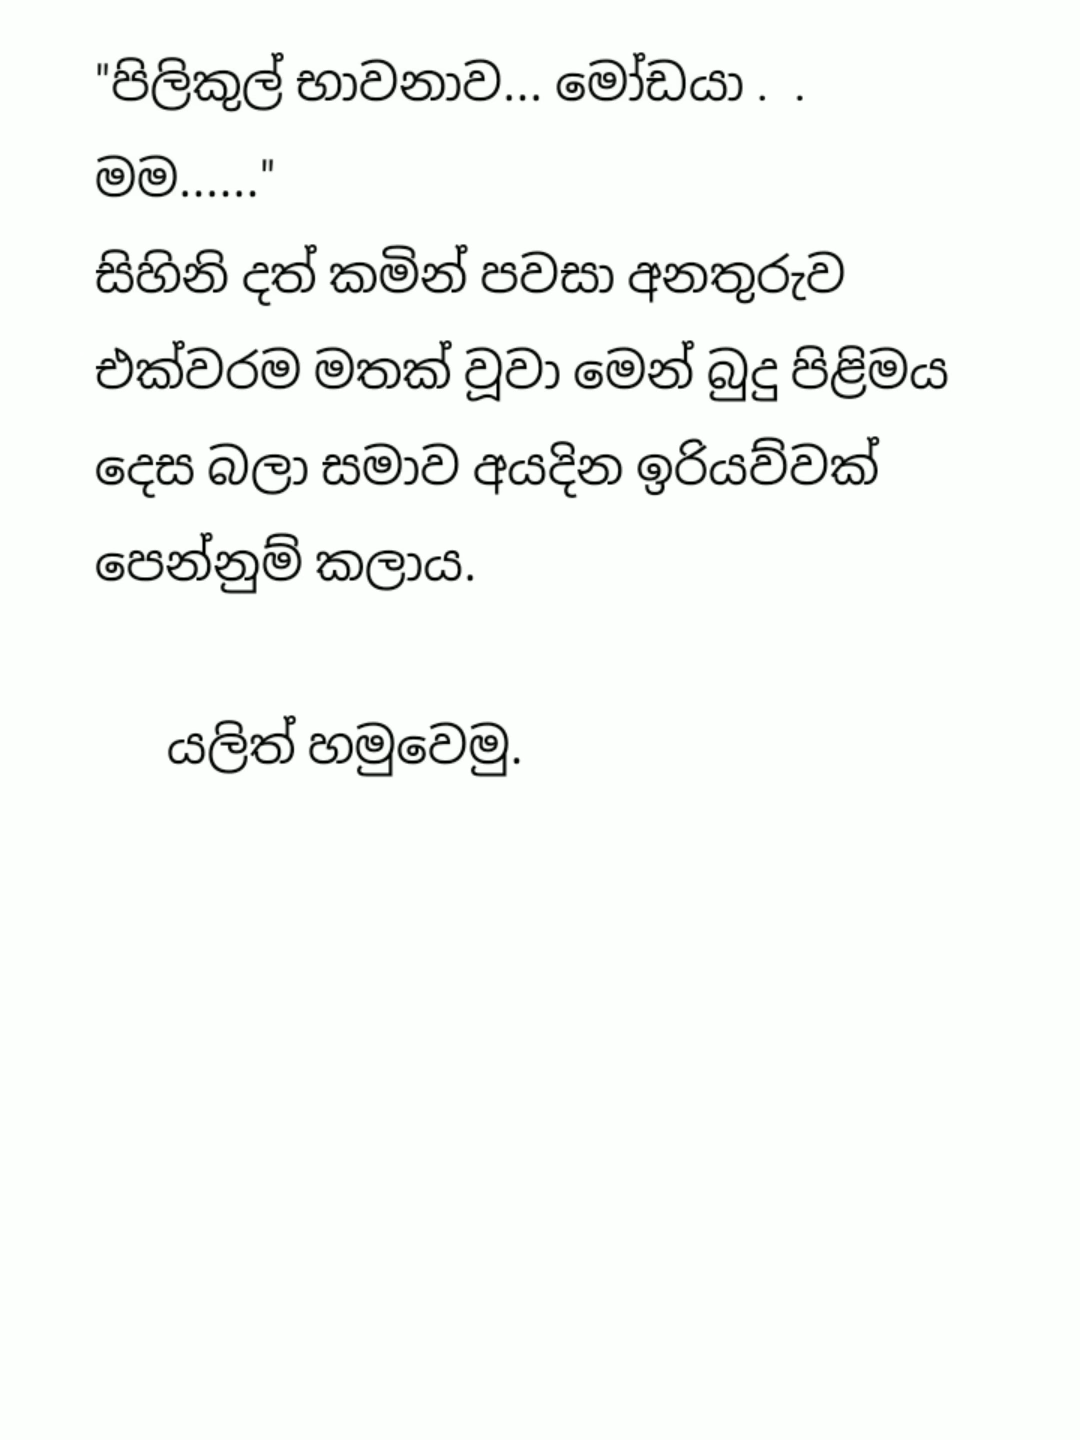 "පිලිකුල් භාවනාව... මෝඩයා .  .
මම......"
සිහිනි දත් කමින් පවසා අනතුරුව
එක්වරම මතක් වූවා මෙන් බුදු පිළිමය
දෙස බලා සමාව අයදින ඉරියව්වක්
පෙන්නුම් කලාය.
යලිත් හමුවෙමු.